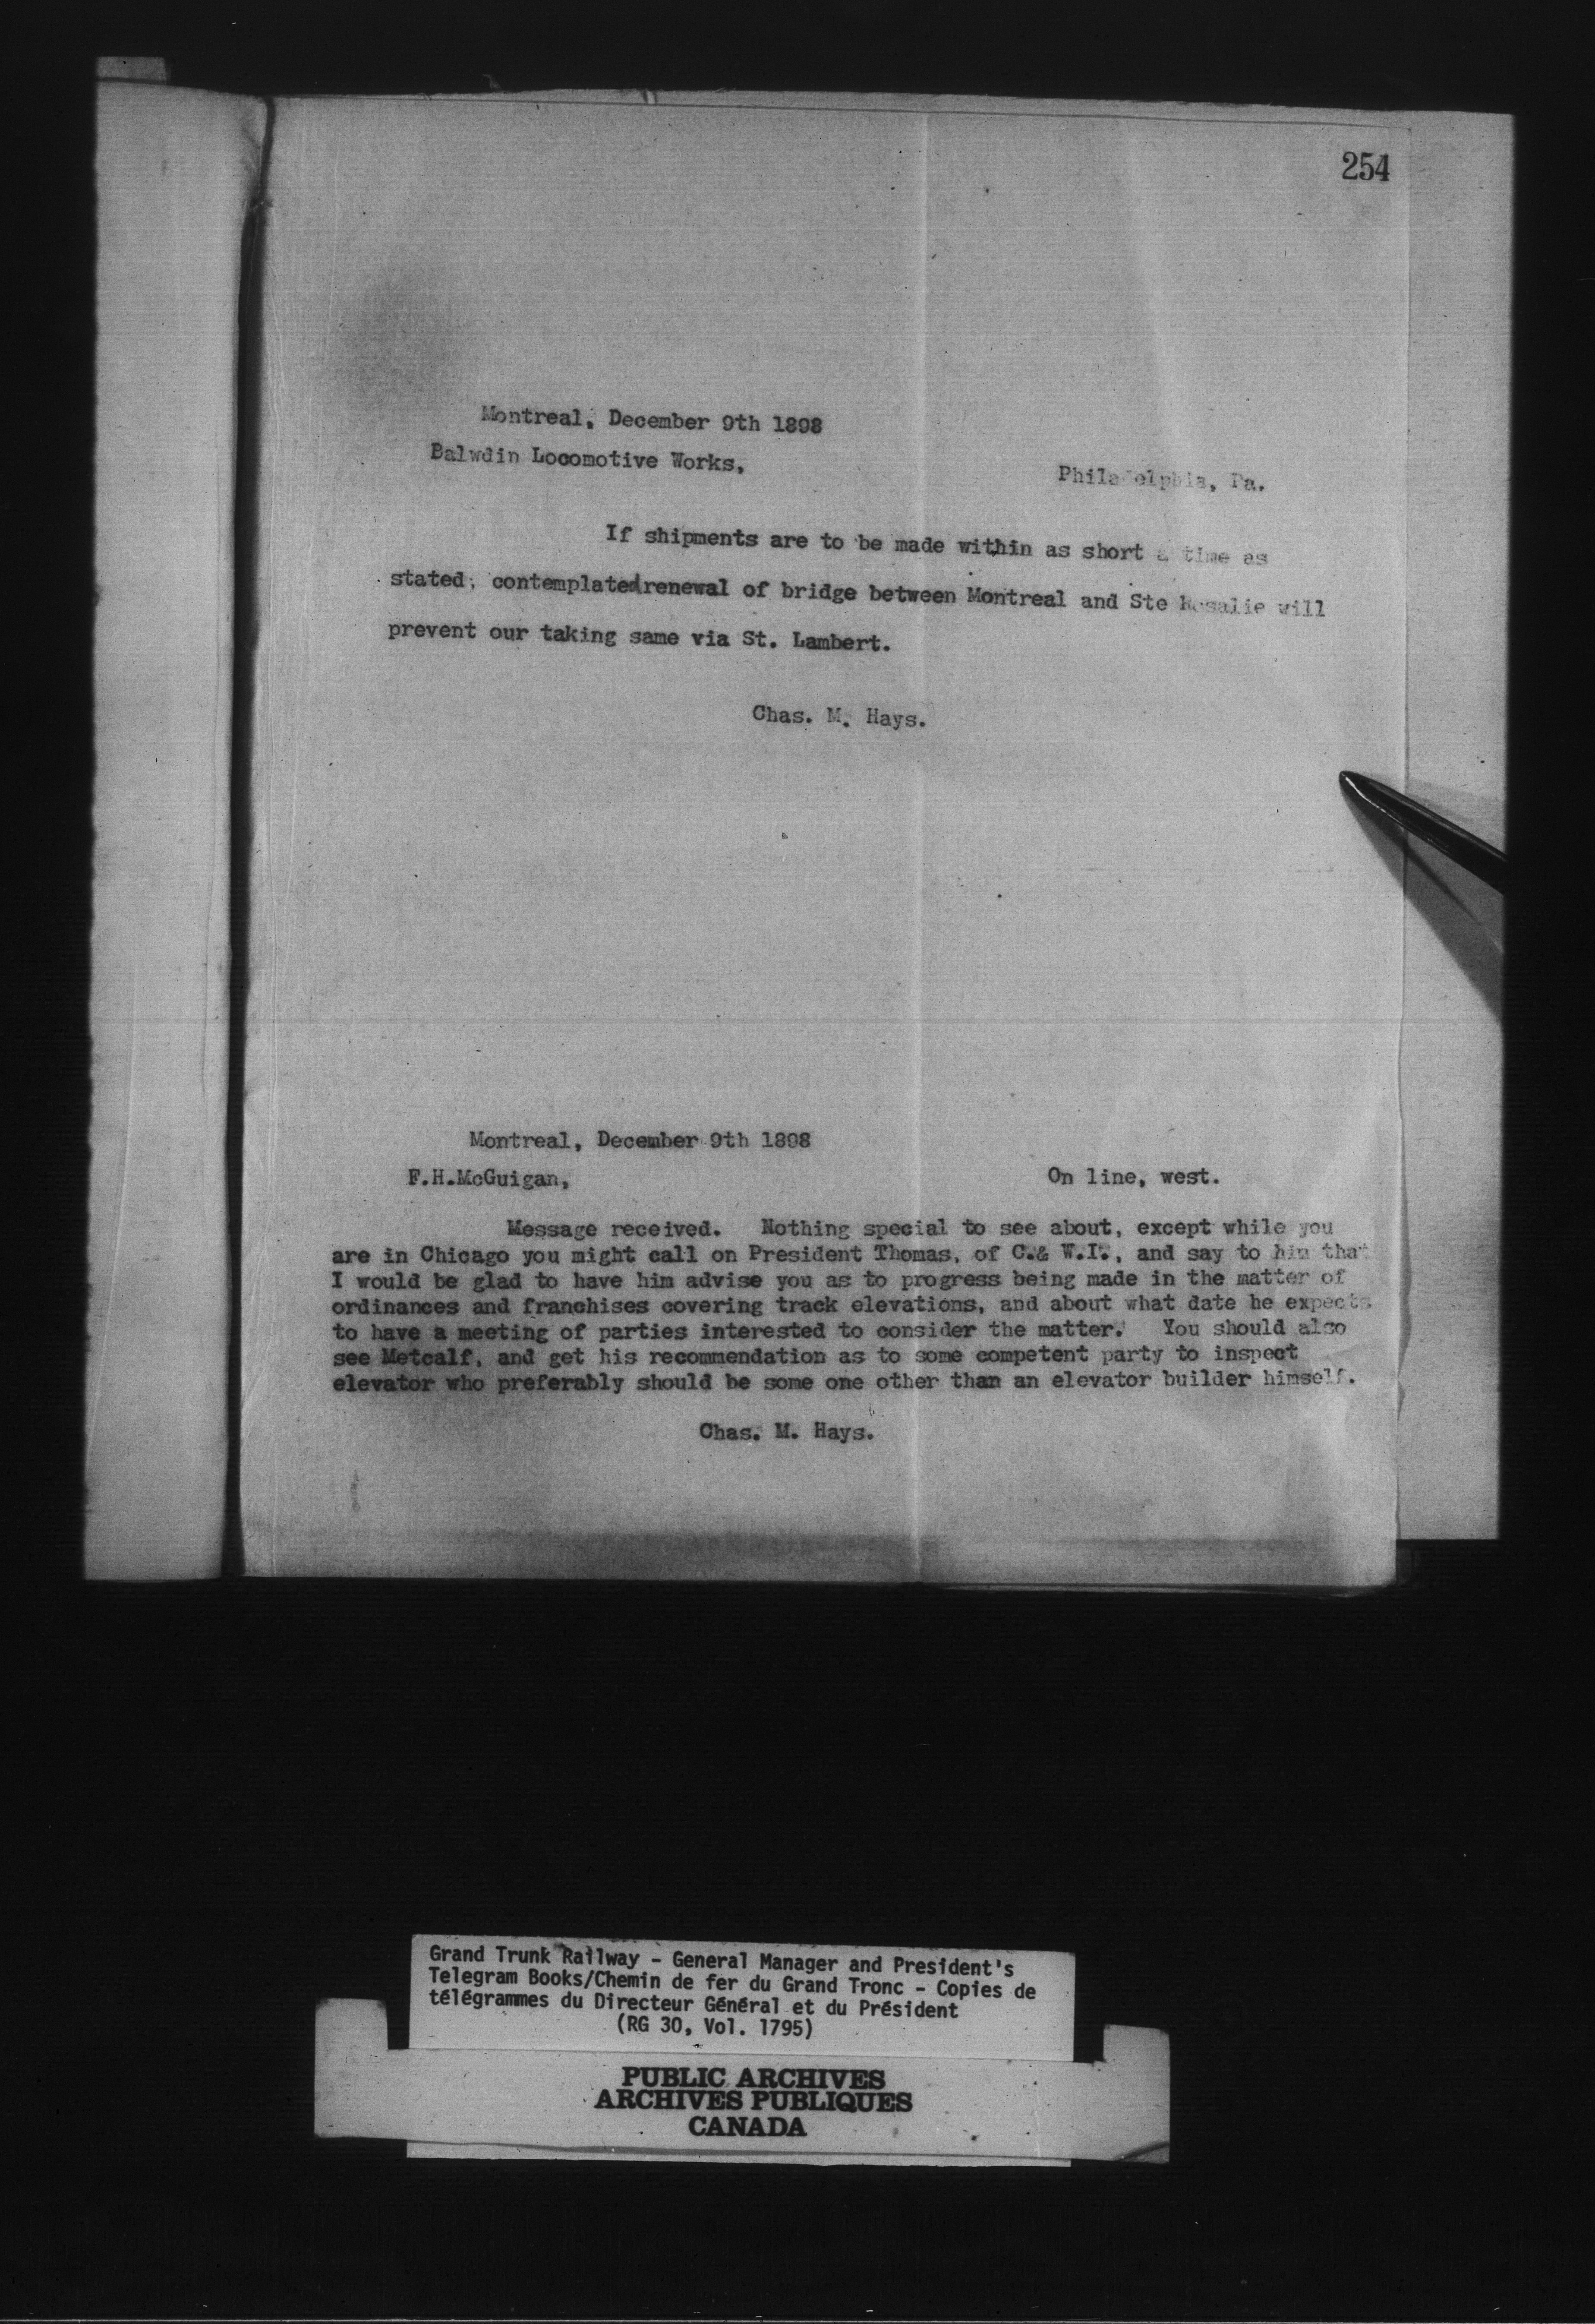 254
Montreal, December 9th 1898
Balwdin Locomotive Works,
Philadelphia, Pa.
If shipments are to be made within as short a time as
stated, contemplated renewal of bridge between Montreal and Ste Rosalie will
prevent our taking same via St. Lambert.
Chas. M. Hays.
Montreal, December 9th 1898
F.H.McGuigan,
On line, west.
Message received. Nothing special to see about, except while you
are in Chicago you might call on President Thomas, of C.& W.I., and say to him that
I would be glad to have him advise you as to progress being made in the matter of
ordinances and franchises covering track elevations, and about what date he expects
to have a meeting of parties interested to consider the matter. You should also
see Metcalf, and get his recommendation as to some competent party to inspect
elevator who preferably should be some one other than an elevator builder himself.
Chas. M. Hays.
Grand Trunk Railway - General Manager and President's
Telegram Books/Chemin de fer du Grand Tronc - Copies de
télégrammes du Directeur Général et du Président
(RG 30, Vol. 1795)
PUBLIC ARCHIVES
ARCHIVES PUBLIQUES
CANADA